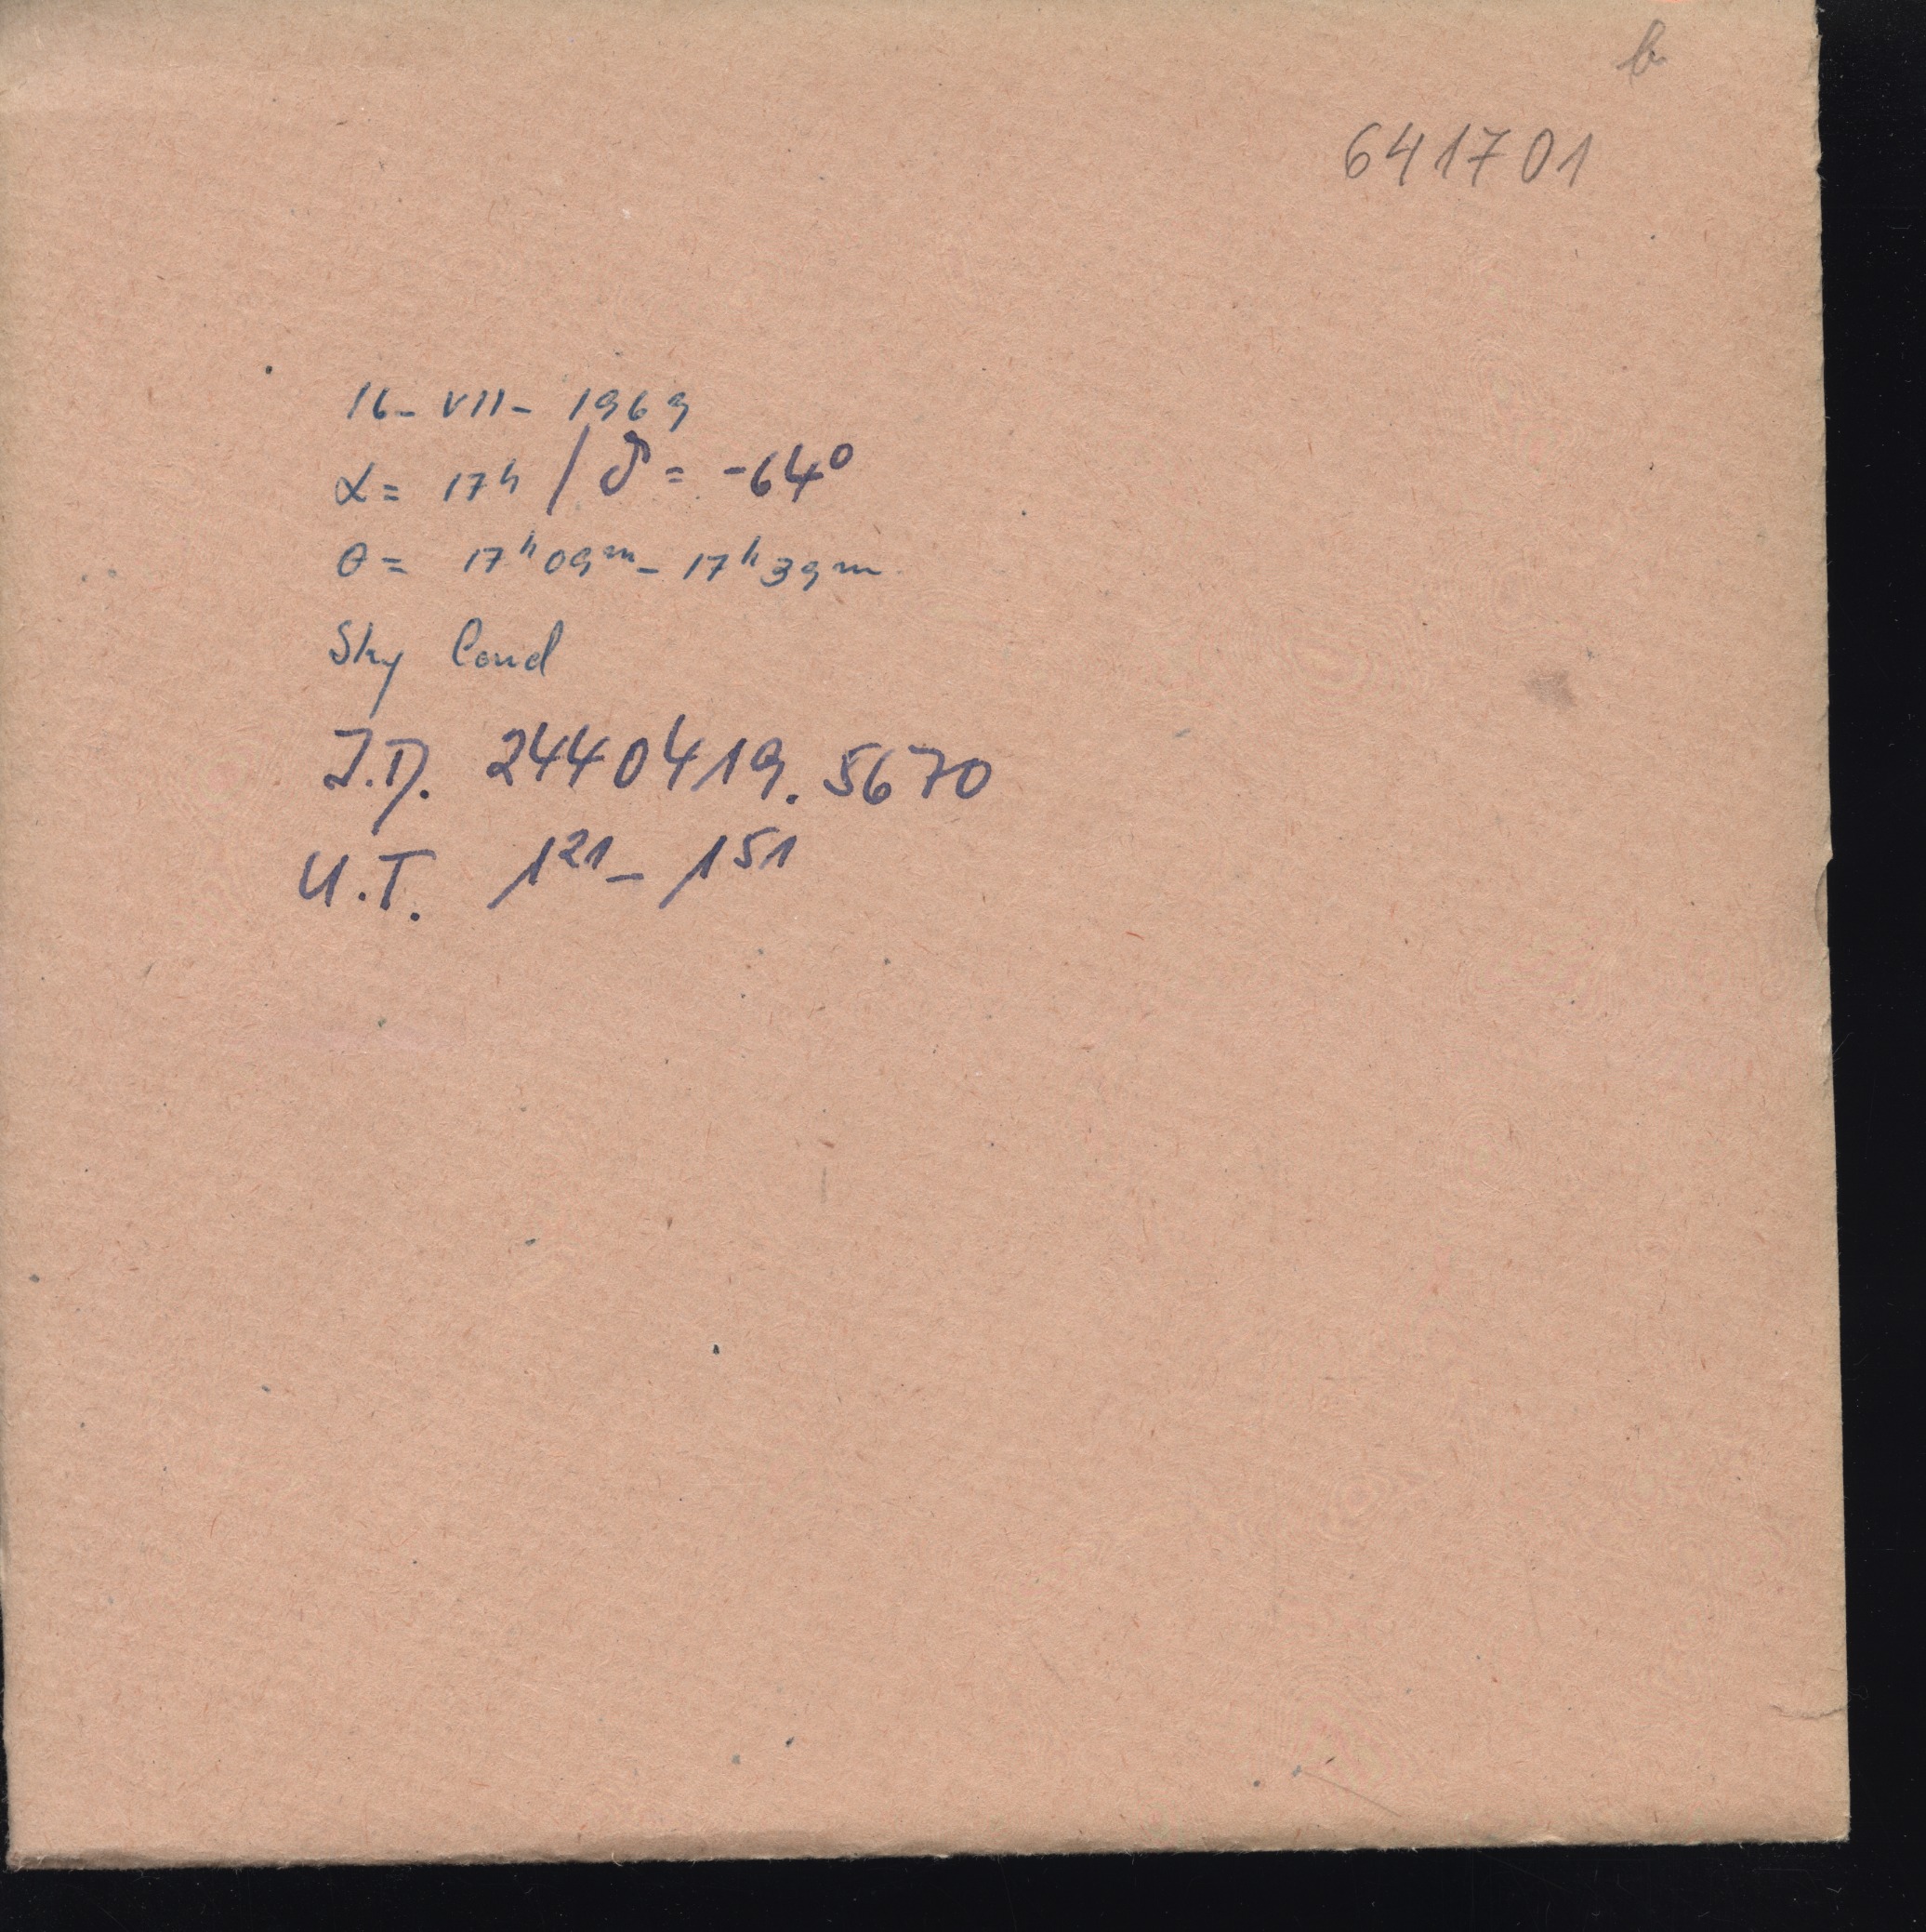 b
641701
16- VII- 1969
α= 17ʰ / δ = -64°
θ= 17ʰ09ᵐ- 17ʰ39ᵐ
Sky Cond
J.D. 2440419.5670
U.T. 1²¹- 1⁵¹